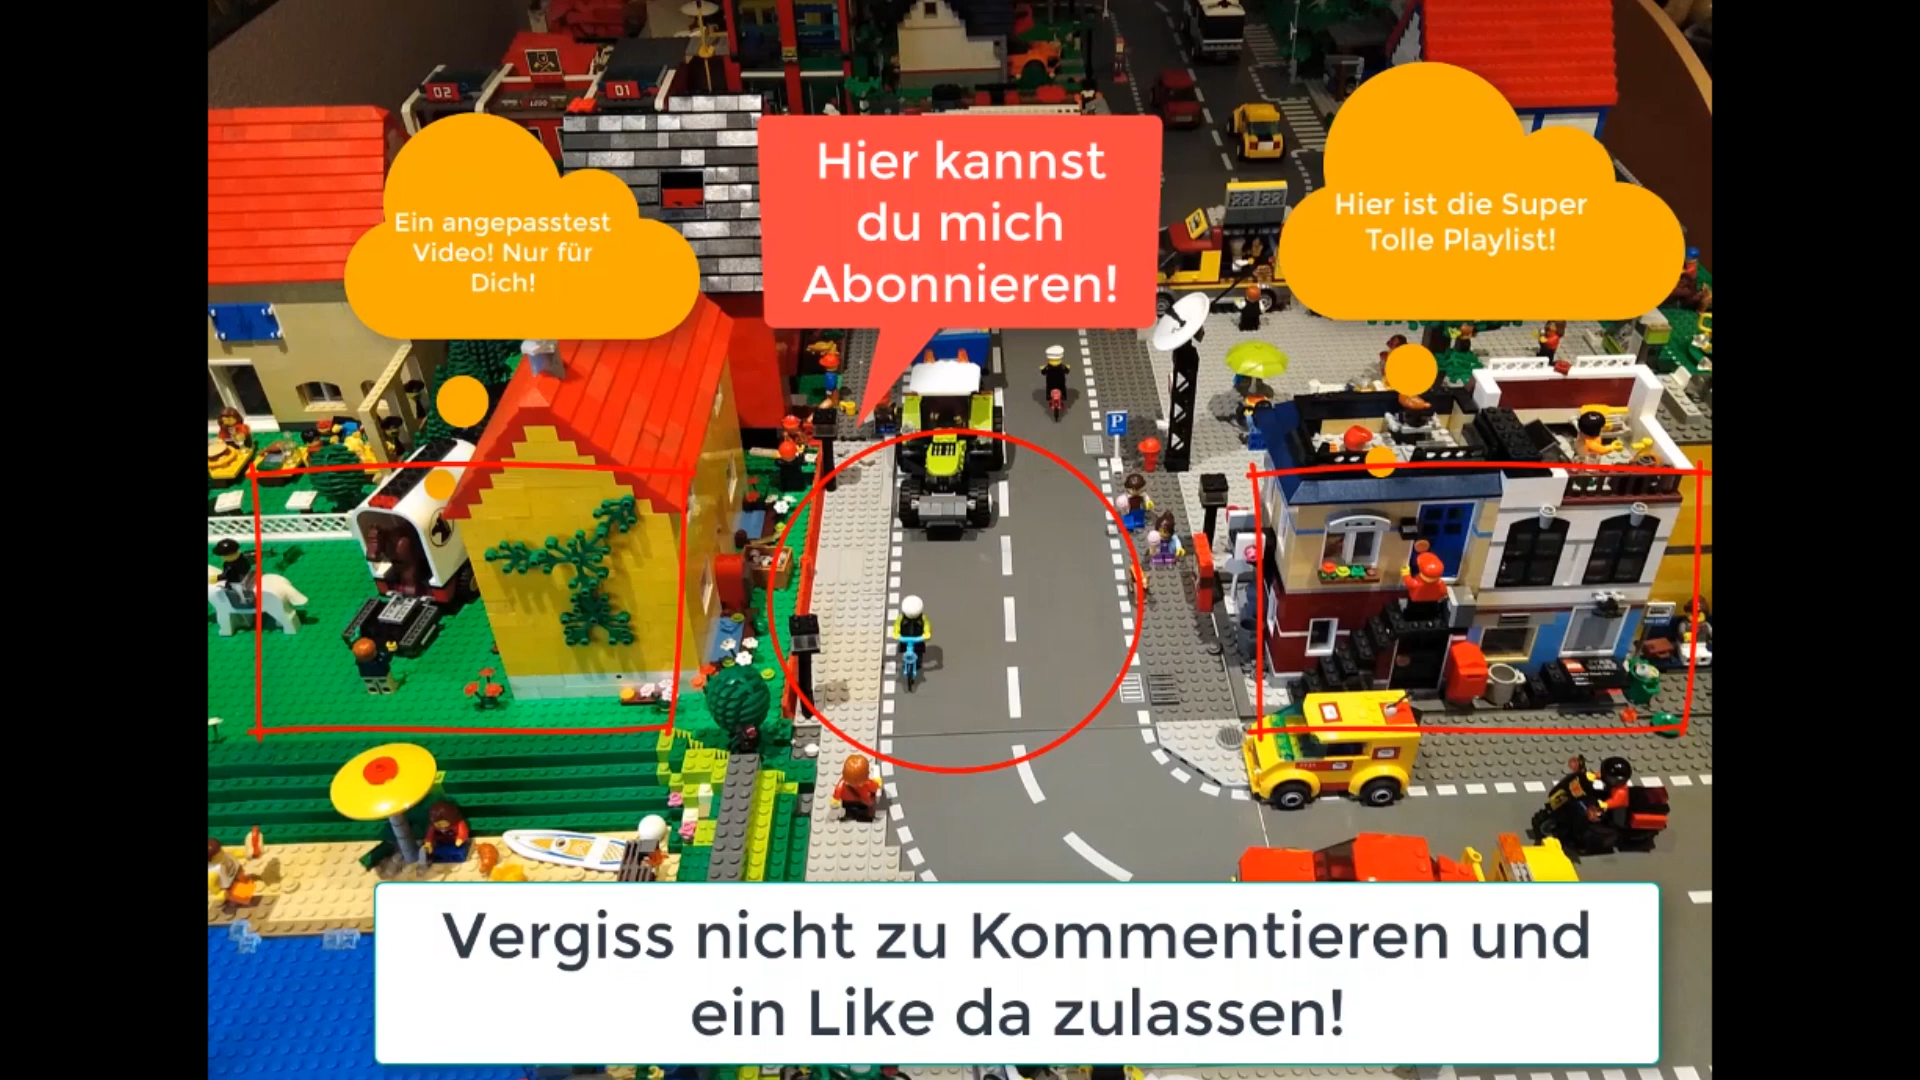 02
01
Hier kannst
du mich
Abonnieren!
Ein angepasstest
Video! Nur für
Dich!
Hier ist die Super
Tolle Playlist!
P
Vergiss nicht zu Kommentieren und
ein Like da zulassen!